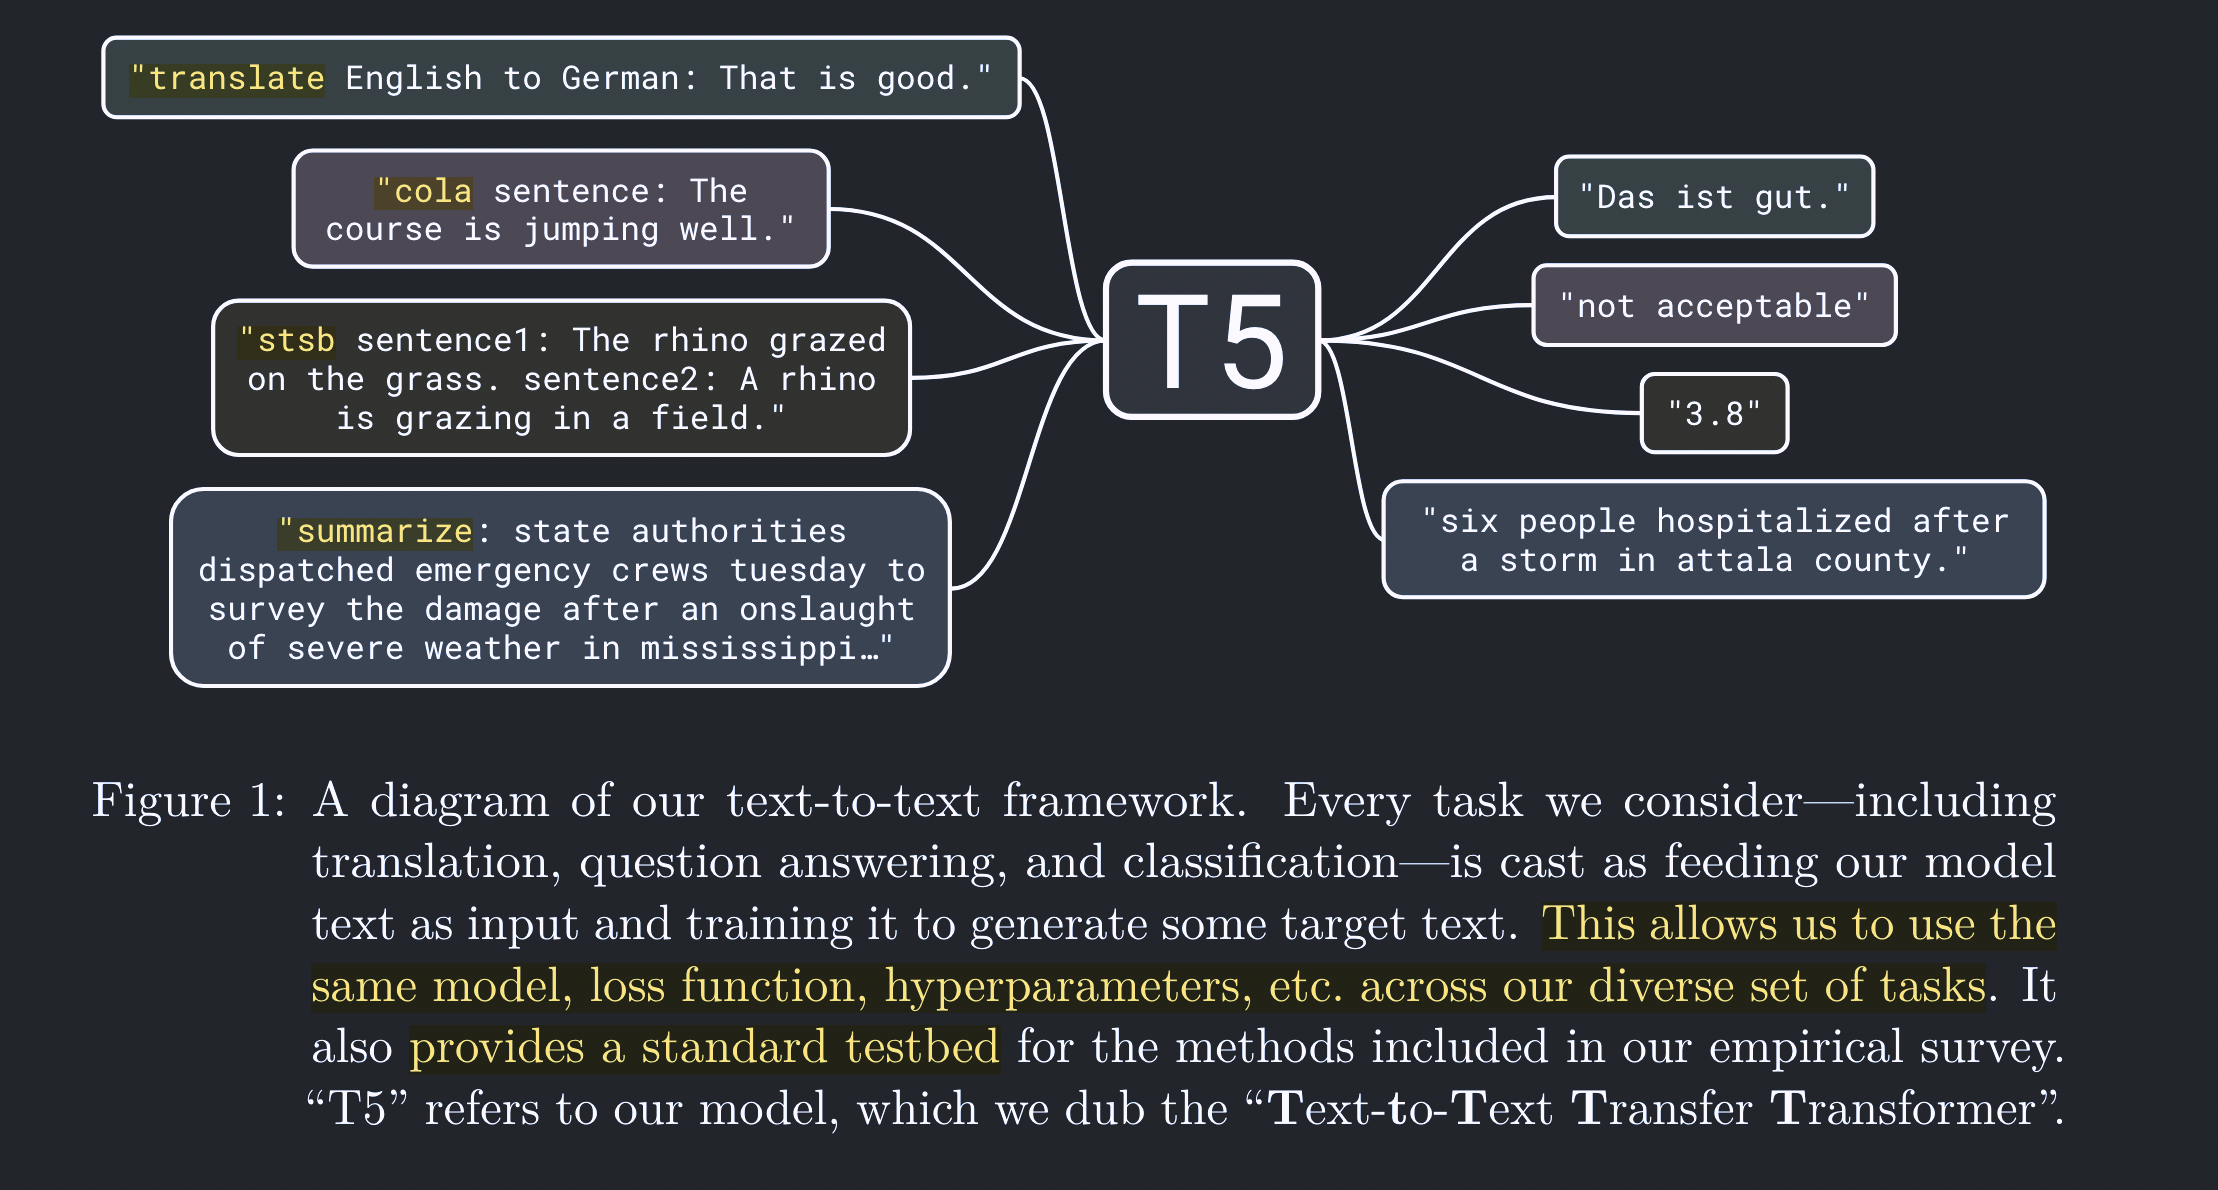 "translate English to German: That is good."
"cola sentence: The
course is jumping well."
"stsb sentence1: The rhino grazed
on the grass. sentence2: A rhino
is grazing in a field."
"summarize: state authorities
dispatched emergency crews tuesday to
survey the damage after an onslaught
of severe weather in mississippi…"
T5
"Das ist gut."
"not acceptable"
"3.8"
"six people hospitalized after
a storm in attala county."
Figure 1: A diagram of our text-to-text framework. Every task we consider—including
translation, question answering, and classification—is cast as feeding our model
text as input and training it to generate some target text. This allows us to use the
same model, loss function, hyperparameters, etc. across our diverse set of tasks. It
also provides a standard testbed for the methods included in our empirical survey.
“T5” refers to our model, which we dub the “Text-to-Text Transfer Transformer”.